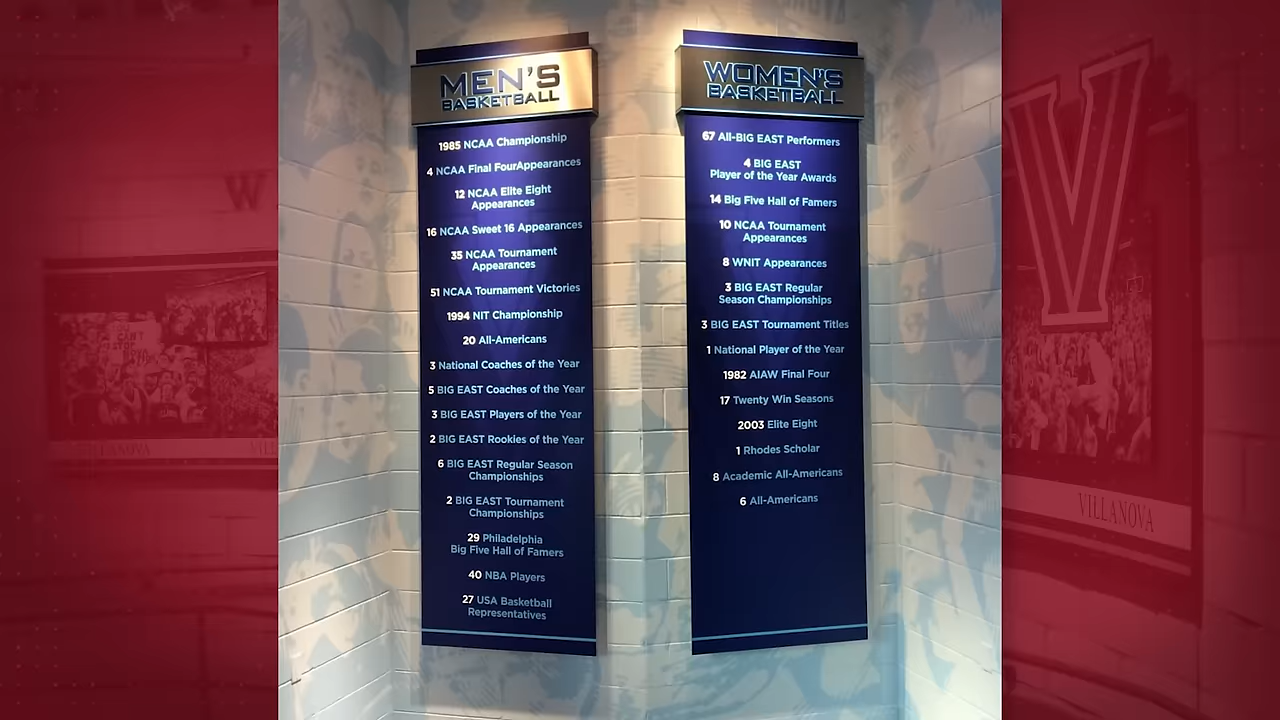 MEN'S
BASKETBALL
1985 NCAA Championship
4 NCAA Final FourAppearances
12 NCAA Elite Eight
Appearances
16 NCAA Sweet 16 Appearances
35 NCAA Tournament
Appearances
51 NCAA Tournament Victories
1994 NIT Championship
20 All-Americans
3 National Coaches of the Year
5 BIG EAST Coaches of the Year
3 BIG EAST Players of the Year
2 BIG EAST Rookies of the Year
6 BIG EAST Regular Season
Championships
2 BIG EAST Tournament
Championships
29 Philadelphia
Big Five Hall of Famers
40 NBA Players
27 USA Basketball
Representatives
WOMEN'S
BASKETBALL
67 All-BIG EAST Performers
4 BIG EAST
Player of the Year Awards
14 Big Five Hall of Famers
10 NCAA Tournament
Appearances
8 WNIT Appearances
3 BIG EAST Regular
Season Championships
3 BIG EAST Tournament Titles
1 National Player of the Year
1982 AIAW Final Four
17 Twenty Win Seasons
2003 Elite Eight
1 Rhodes Scholar
8 Academic All-Americans
6 All-Americans
W
V
VILLANOVA